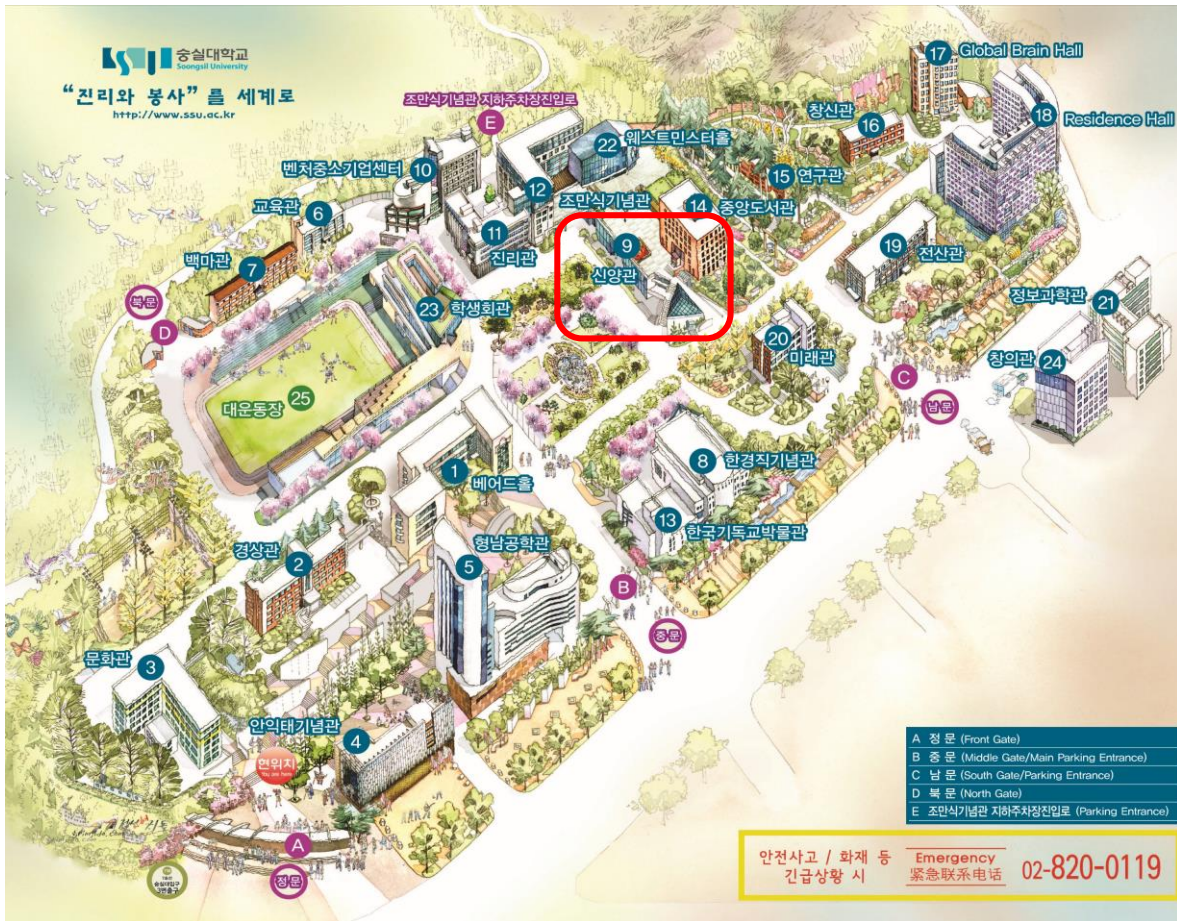 숭실대학교
Soongsil University
“진리와 봉사”를 세계로
http://www.ssu.ac.kr
조만식기념관 지하주차장진입로
E
17 Global Brain Hall
창신관
16
18
Residence Hall
22 웨스트민스터홀
벤처중소기업센터 10
15 연구관
12
조만식기념관
14
중앙도서관
교육관
6
11
진리관
9
신양관
19 전산관
백마관
7
북문
D
23 학생회관
정보과학관
21
20
미래관
창의관
24
C
남문
대운동장 25
8
한경직기념관
1
베어드홀
13
한국기독교박물관
경상관
2
형남공학관
5
B
중문
문화관
3
안익태기념관
4
현위치
You are here
A
정문
숭실대입구
3번출구
A 정문 (Front Gate)
B 중문 (Middle Gate/Main Parking Entrance)
C 남문 (South Gate/Parking Entrance)
D 북문 (North Gate)
E 조만식기념관 지하주차장진입로 (Parking Entrance)
안전사고 / 화재 등
긴급상황 시
Emergency
紧急联系电话
02-820-0119